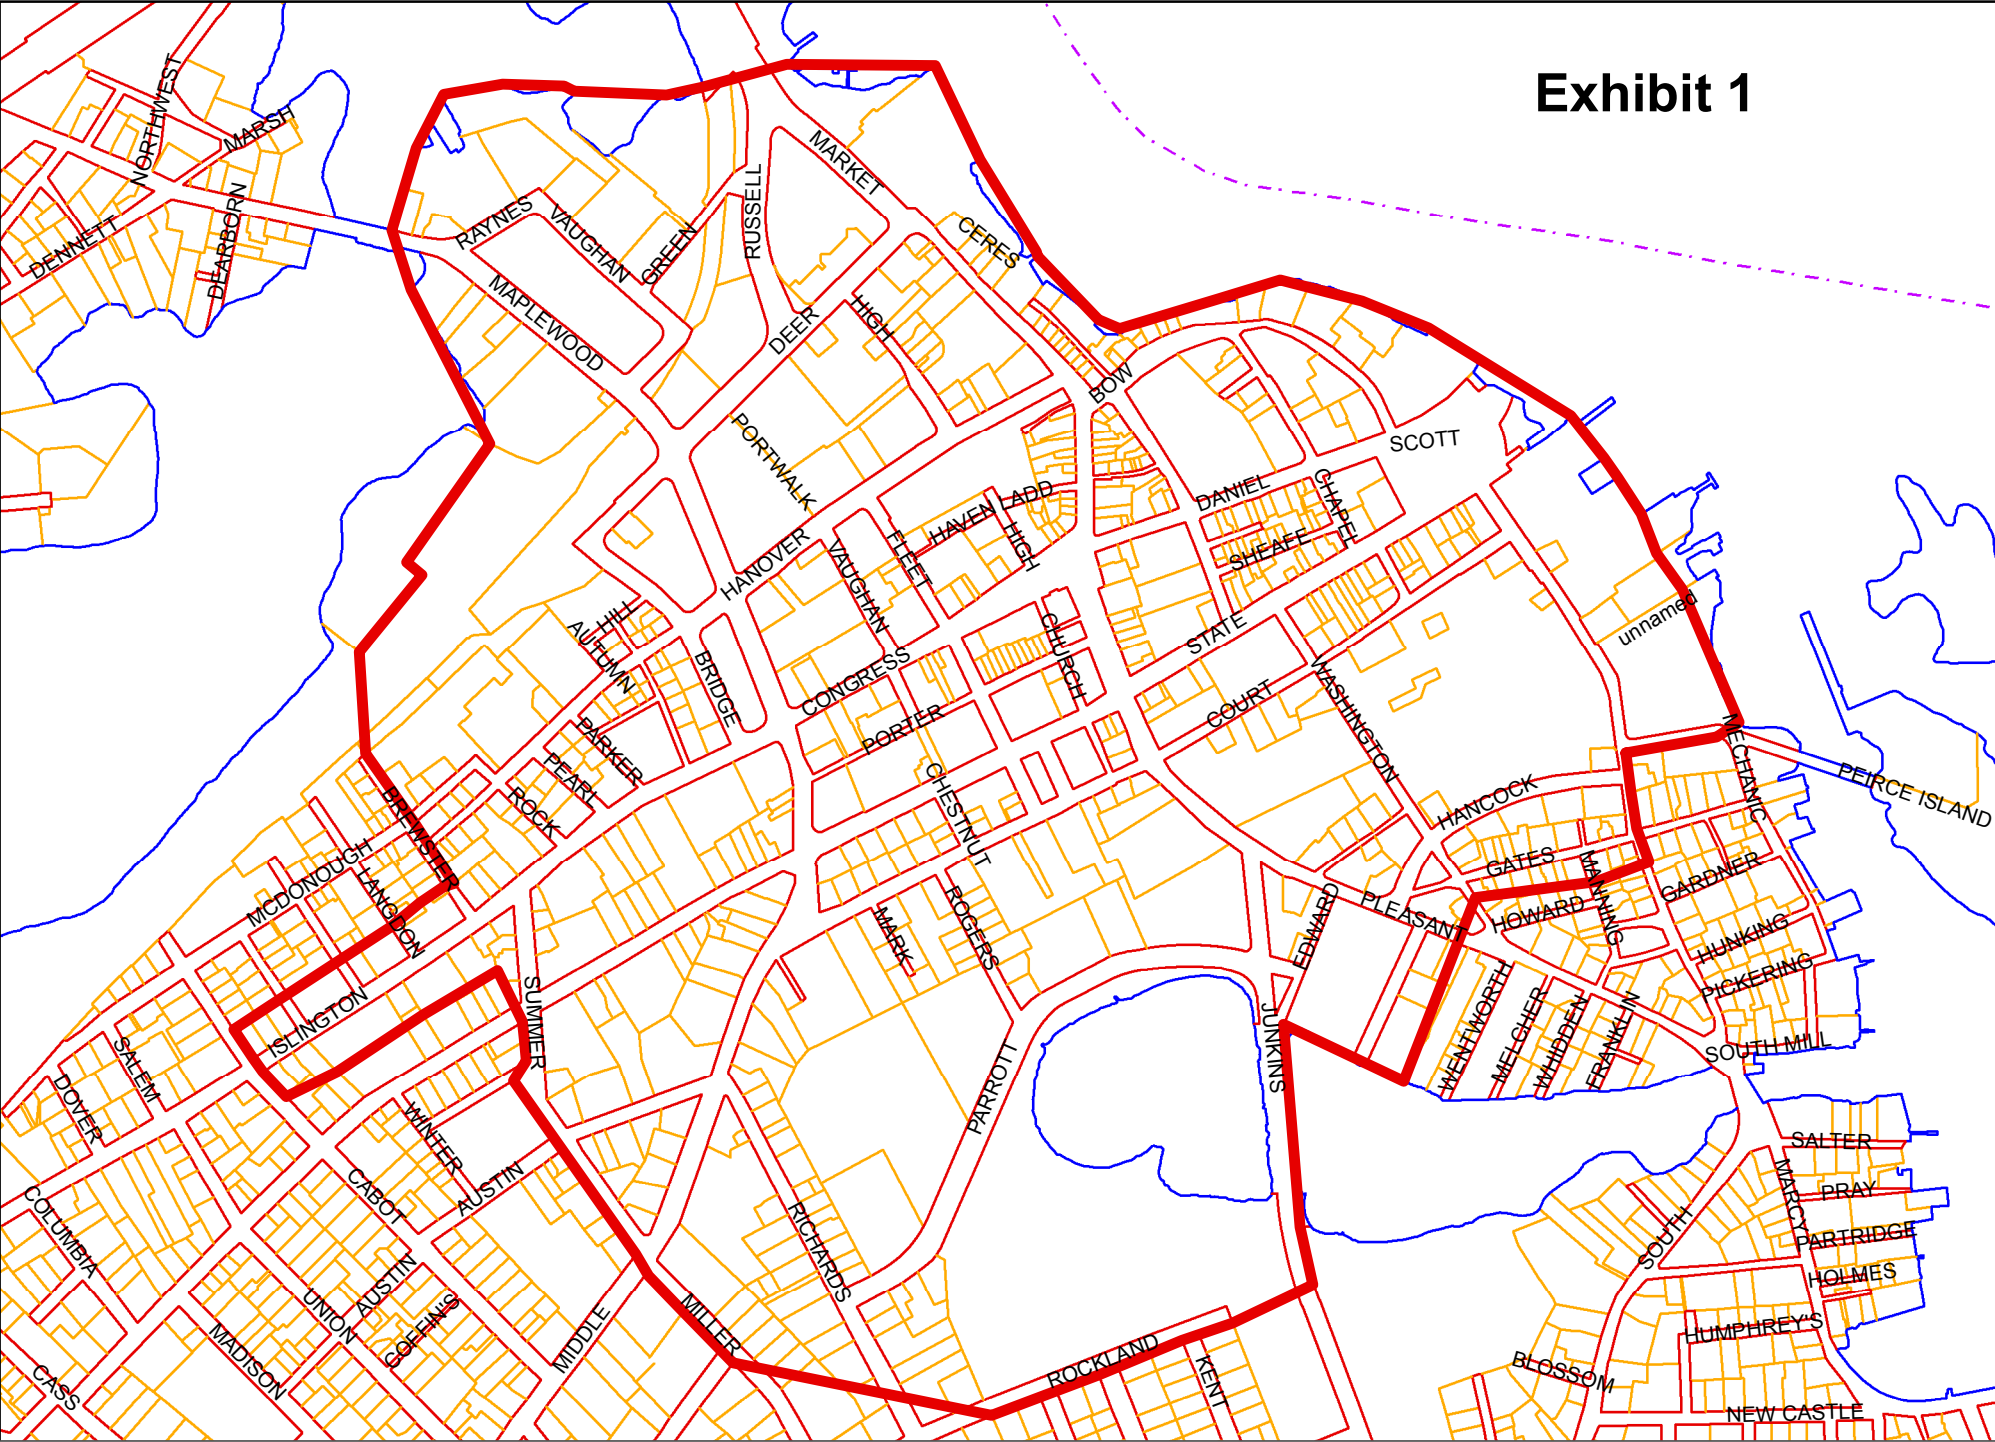 Exhibit 1
NORTHWEST
MARSH
DENNETT
DEARBORN
RAYNES
VAUGHAN
GREEN
RUSSELL
MARKET
CERES
MAPLEWOOD
DEER
HIGH
BOW
PORTWALK
SCOTT
DANIEL
CHAPEL
HAVEN
LADD
HIGH
SHEAFE
HANOVER
VAUGHAN
FLEET
HILL
AUTUMN
BRIDGE
CONGRESS
CHURCH
STATE
unnamed
COURT
WASHINGTON
PORTER
PARKER
PEARL
ROCK
CHESTNUT
MECHANIC
PEIRCE ISLAND
HANCOCK
BREWSTER
MCDONOUGH
LANGDON
GATES
MANNING
GARDNER
EDWARD
PLEASANT
HOWARD
HUNKING
PICKERING
MARK
ROGERS
ISLINGTON
SUMMER
JUNKINS
WENTWORTH
MELCHER
WHIDDEN
FRANKLIN
SOUTH MILL
SALEM
DOVER
PARROTT
WINTER
AUSTIN
CABOT
COLUMBIA
RICHARDS
SALTER
MARCY
PRAY
PARTRIDGE
SOUTH
HOLMES
AUSTIN
UNION
COFFIN'S
MADISON
MIDDLE
MILLER
HUMPHREY'S
ROCKLAND
KENT
BLOSSOM
CASS
NEW CASTLE